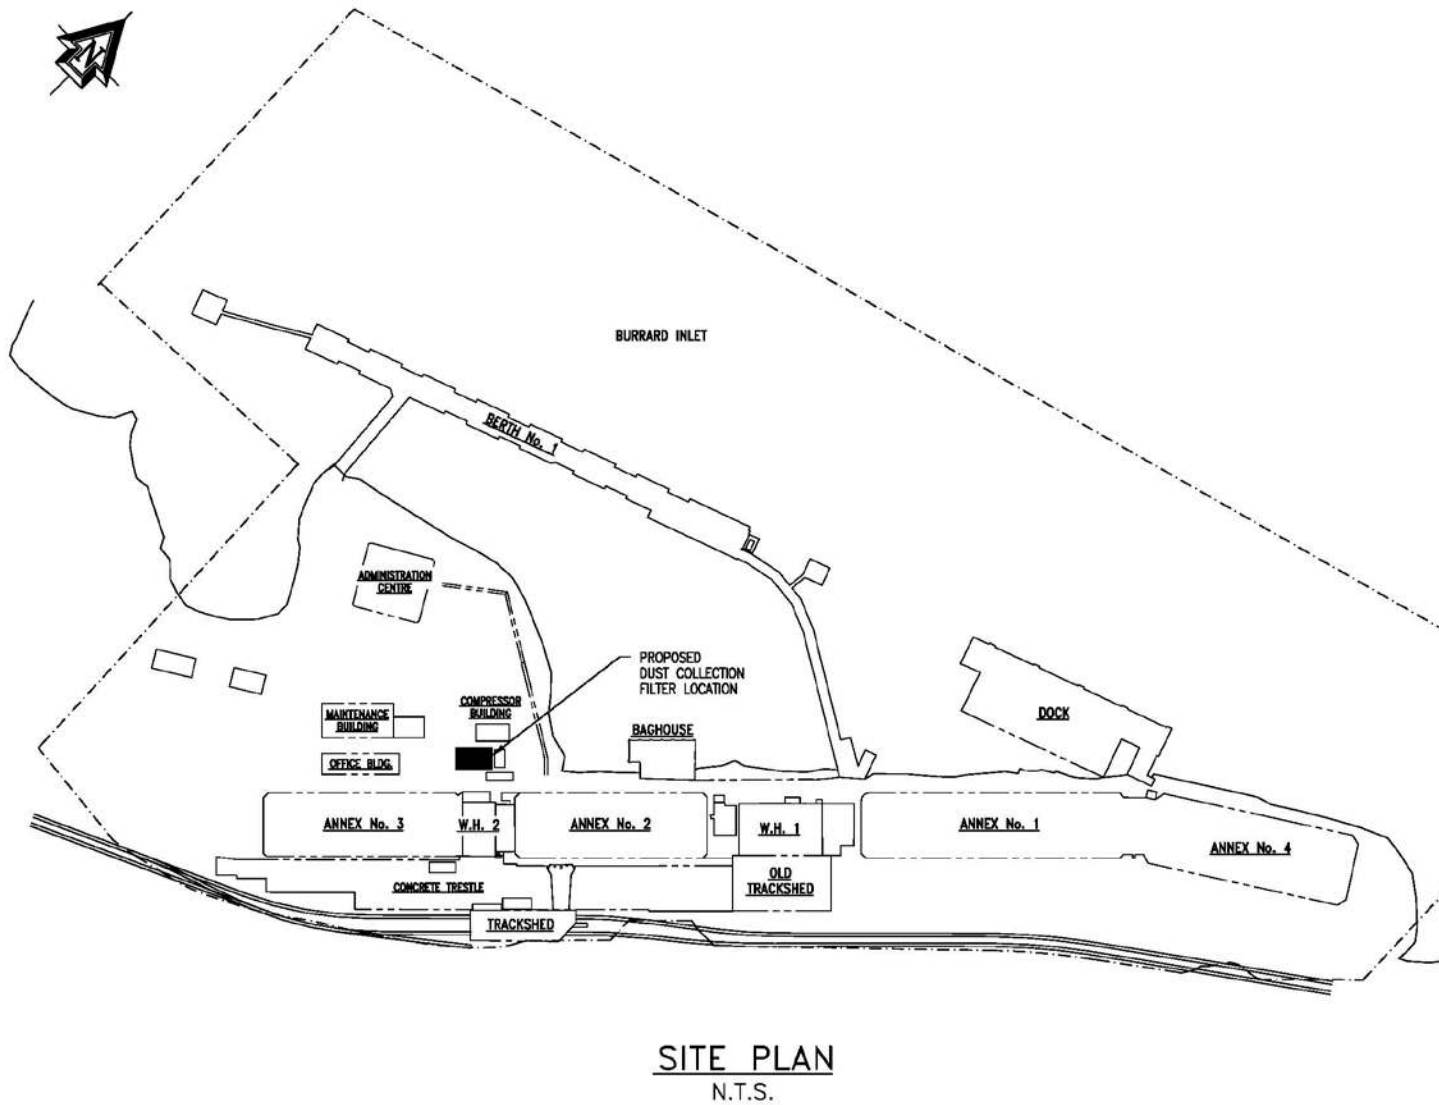 N
BURRARD INLET
BERTH No. 1
ADMINISTRATION
CENTRE
PROPOSED
DUST COLLECTION
FILTER LOCATION
COMPRESSOR
BUILDING
MAINTENANCE
BUILDING
BAGHOUSE
DOCK
OFFICE BLDG.
ANNEX No. 3
W.H. 2
ANNEX No. 2
W.H. 1
ANNEX No. 1
ANNEX No. 4
OLD
TRACKSHED
CONCRETE TRESTLE
TRACKSHED
SITE PLAN
N.T.S.